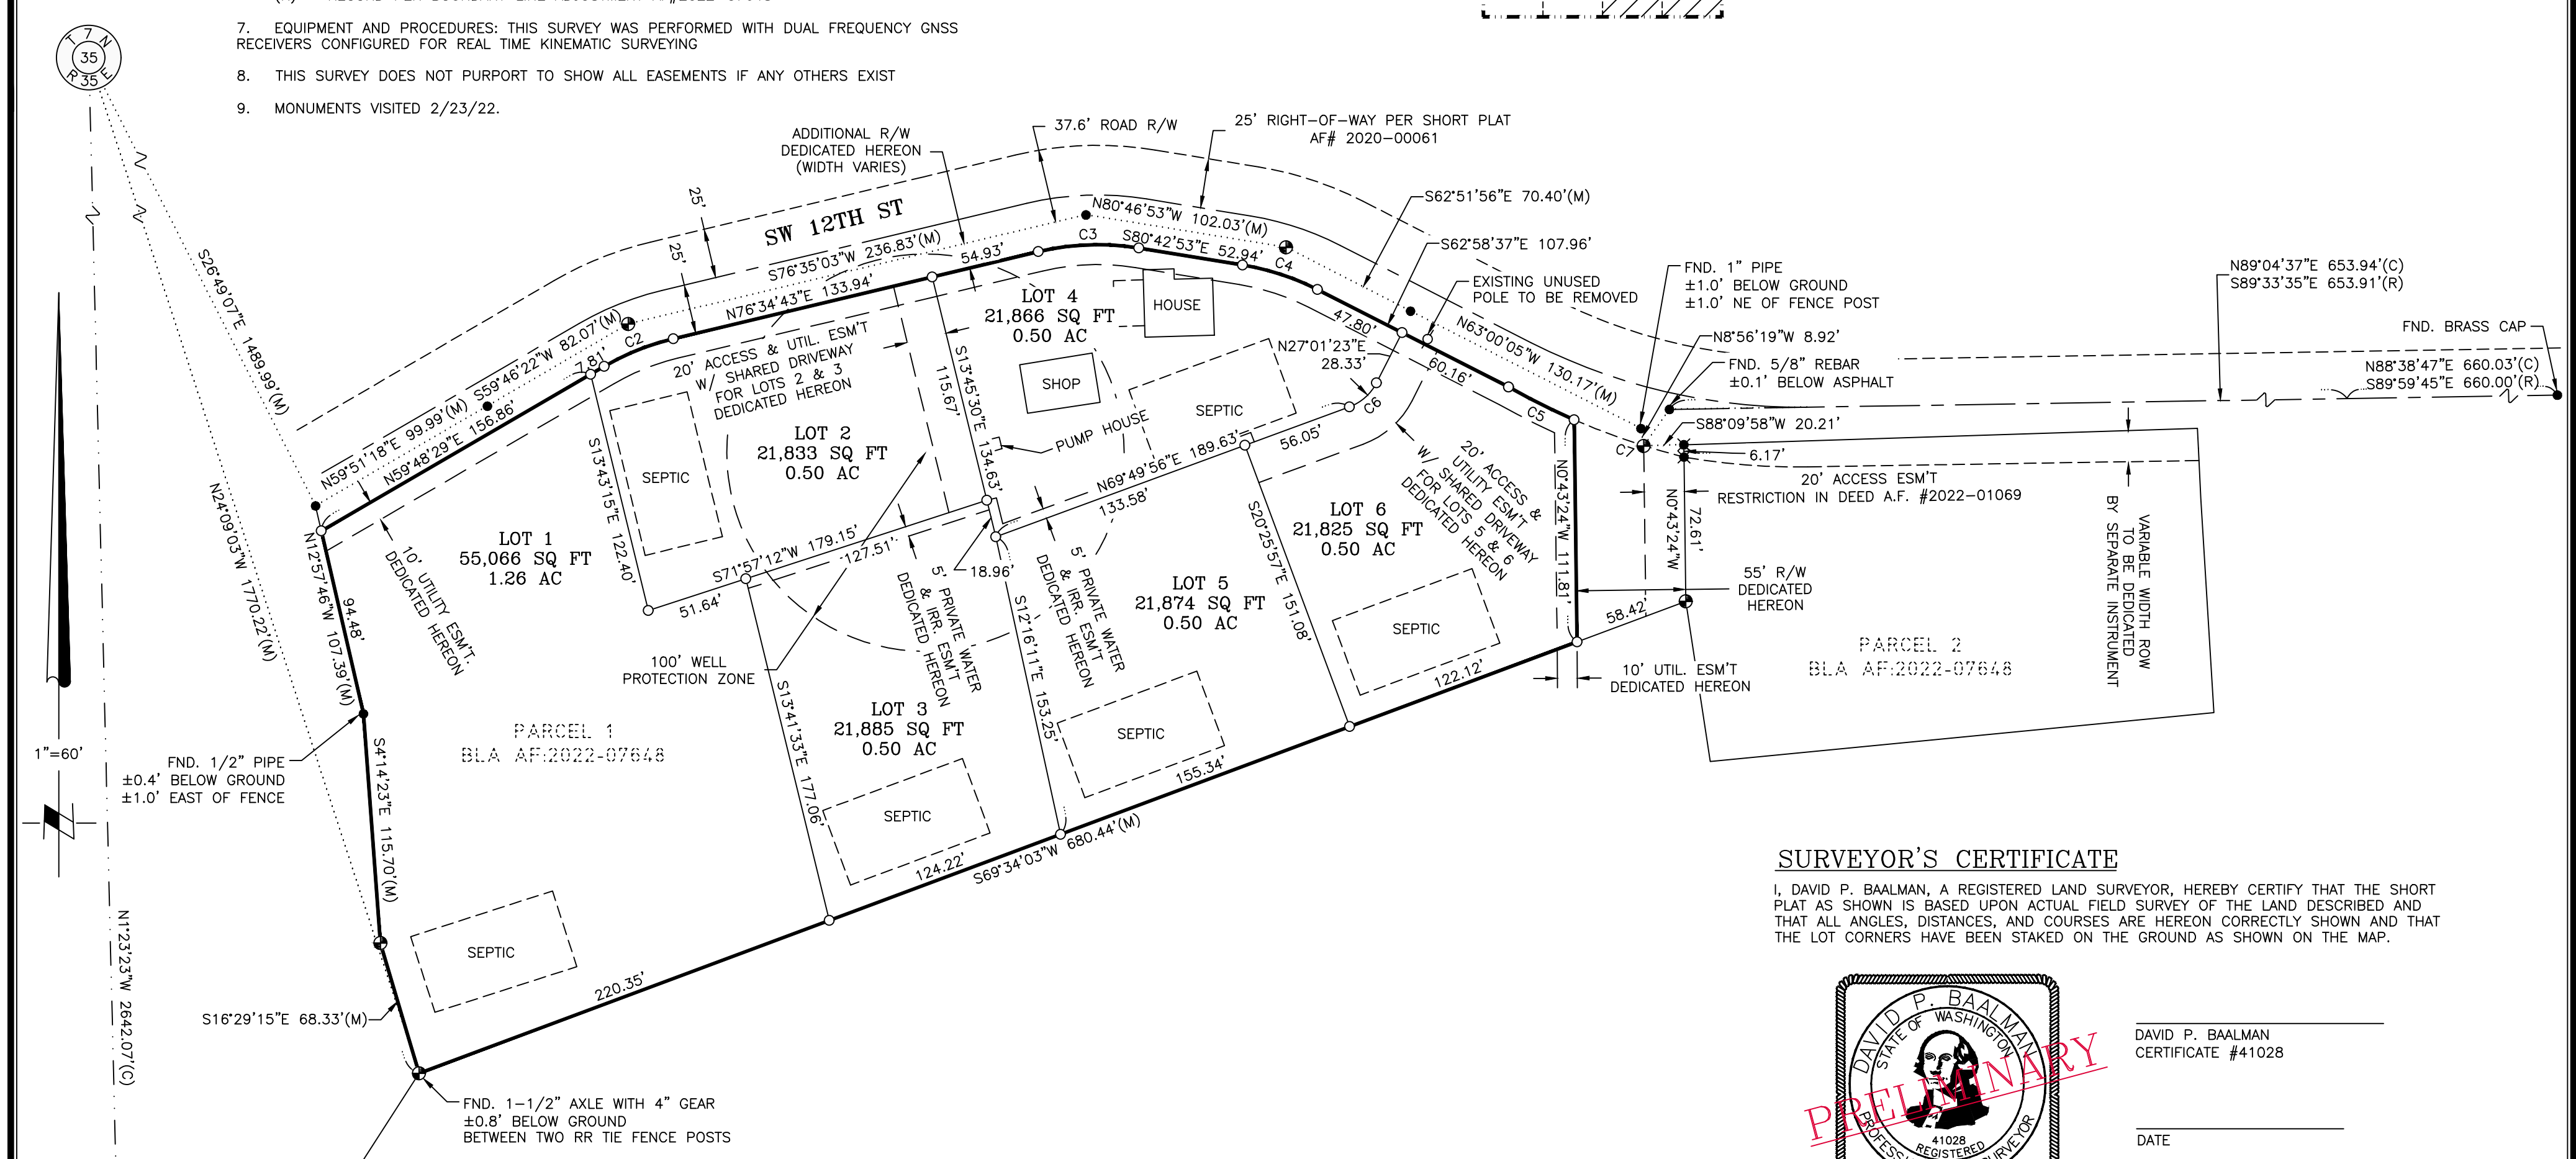 7. EQUIPMENT AND PROCEDURES: THIS SURVEY WAS PERFORMED WITH DUAL FREQUENCY GNSS
RECEIVERS CONFIGURED FOR REAL TIME KINEMATIC SURVEYING
8. THIS SURVEY DOES NOT PURPORT TO SHOW ALL EASEMENTS IF ANY OTHERS EXIST
9. MONUMENTS VISITED 2/23/22.
T 7 N
35
R 35 E
ADDITIONAL R/W
DEDICATED HEREON
(WIDTH VARIES)
37.6' ROAD R/W
25' RIGHT-OF-WAY PER SHORT PLAT
AF# 2020-00061
25'
25'
SW 12TH ST
S76°35'03"W 236.83'(M)
N76°34'43"E 133.94'
54.93'
C3
N80°46'53"W 102.03'(M)
S80°42'53"E 52.94'
C4
S62°51'56"E 70.40'(M)
S62°58'37"E 107.96'
EXISTING UNUSED
POLE TO BE REMOVED
FND. 1" PIPE
±1.0' BELOW GROUND
±1.0' NE OF FENCE POST
N8°56'19"W 8.92'
FND. 5/8" REBAR
±0.1' BELOW ASPHALT
S88°09'58"W 20.21'
N89°04'37"E 653.94'(C)
S89°33'35"E 653.91'(R)
FND. BRASS CAP
N88°38'47"E 660.03'(C)
S89°59'45"E 660.00'(R)
S26°49'07"E 1489.99'(M)
N24°09'03"W 1770.22'(M)
N1°23'23"W 2642.07'(C)
N59°51'18"E 99.99'(M)
S59°46'22"W 82.07'(M)
N59°48'29"E 156.86'
7.81'
C2
20' ACCESS & UTIL. ESM'T
W/ SHARED DRIVEWAY
FOR LOTS 2 & 3
DEDICATED HEREON
LOT 4
21,866 SQ FT
0.50 AC
HOUSE
SHOP
PUMP HOUSE
SEPTIC
47.80'
N27°01'23"E
28.33'
60.16'
N63°00'05"W 130.17'(M)
C5
C6
C7
6.17'
20' ACCESS ESM'T
RESTRICTION IN DEED A.F. #2022-01069
S13°45'30"E 134.63'
115.67'
LOT 2
21,833 SQ FT
0.50 AC
SEPTIC
S13°43'15"E 122.40'
N69°49'56"E 189.63'
56.05'
133.58'
S71°57'12"W 179.15'
127.51'
51.64'
18.96'
LOT 1
55,066 SQ FT
1.26 AC
10' UTILITY ESM'T.
DEDICATED HEREON
N12°57'46"W 107.39'(M)
94.48'
5' PRIVATE WATER
& IRR. ESM'T
DEDICATED HEREON
5' PRIVATE WATER
& IRR. ESM'T
DEDICATED HEREON
LOT 5
21,874 SQ FT
0.50 AC
S12°16'11"E 153.25'
S20°25'57"E 151.08'
LOT 6
21,825 SQ FT
0.50 AC
20' ACCESS &
UTILITY ESM'T
W/ SHARED DRIVEWAY
FOR LOTS 5 & 6
DEDICATED HEREON
N0°43'24"W 111.81'
N0°43'24"W 72.61'
55' R/W
DEDICATED
HEREON
58.42'
VARIABLE WIDTH ROW
TO BE DEDICATED
BY SEPARATE INSTRUMENT
PARCEL 2
BLA AF:2022-07648
10' UTIL. ESM'T
DEDICATED HEREON
100' WELL
PROTECTION ZONE
SEPTIC
122.12'
LOT 3
21,885 SQ FT
0.50 AC
S13°41'33"E 177.06'
SEPTIC
155.34'
SEPTIC
124.22'
S69°34'03"W 680.44'(M)
PARCEL 1
BLA AF:2022-07648
1"=60'
FND. 1/2" PIPE
±0.4' BELOW GROUND
±1.0' EAST OF FENCE
S4°14'23"E 115.70'(M)
SEPTIC
220.35'
S16°29'15"E 68.33'(M)
FND. 1-1/2" AXLE WITH 4" GEAR
±0.8' BELOW GROUND
BETWEEN TWO RR TIE FENCE POSTS
SURVEYOR'S CERTIFICATE
I, DAVID P. BAALMAN, A REGISTERED LAND SURVEYOR, HEREBY CERTIFY THAT THE SHORT
PLAT AS SHOWN IS BASED UPON ACTUAL FIELD SURVEY OF THE LAND DESCRIBED AND
THAT ALL ANGLES, DISTANCES, AND COURSES ARE HEREON CORRECTLY SHOWN AND THAT
THE LOT CORNERS HAVE BEEN STAKED ON THE GROUND AS SHOWN ON THE MAP.
DAVID P. BAALMAN
STATE OF WASHINGTON
PRELIMINARY
41028
REGISTERED
DAVID P. BAALMAN
CERTIFICATE #41028
DATE